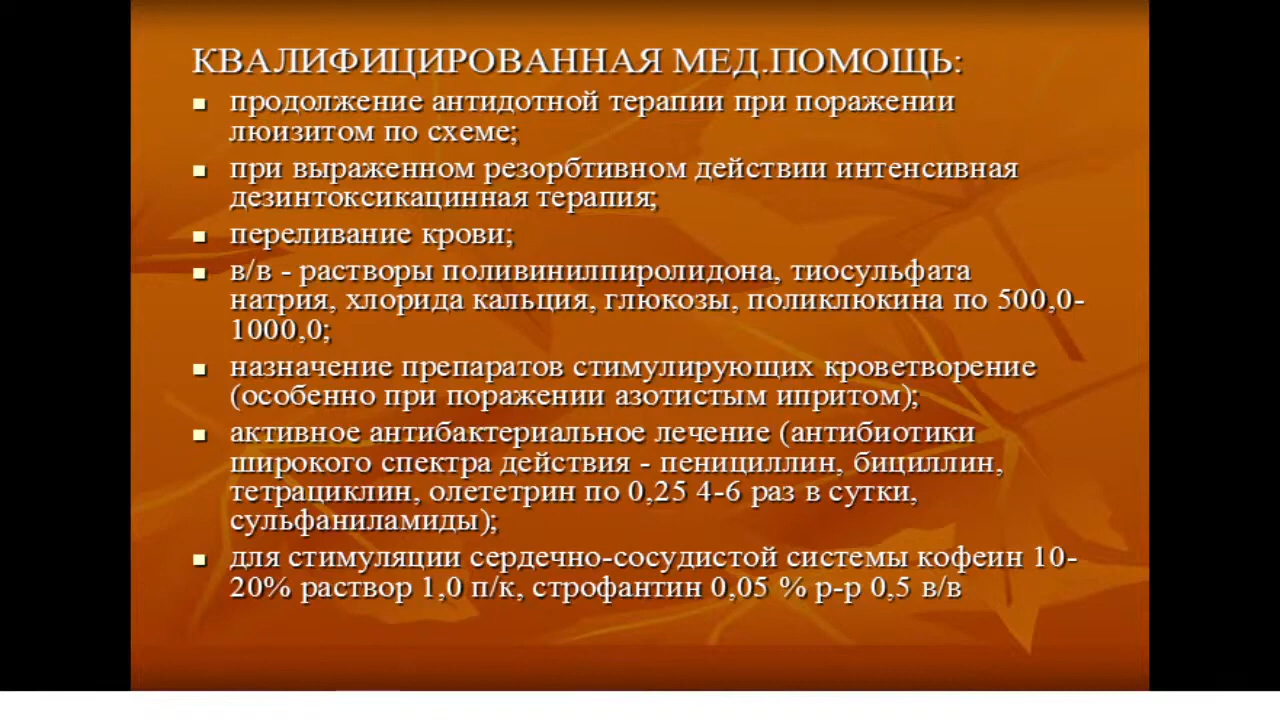 КВАЛИФИЦИРОВАННАЯ МЕД.ПОМОЩЬ:
продолжение антидотной терапии при поражении
люизитом по схеме;
при выраженном резорбтивном действии интенсивная
дезинтоксикацинная терапия;
переливание крови;
в/в - растворы поливинилпиролидона, тиосульфата
натрия, хлорида кальция, глюкозы, поликлюкина по 500,0-
1000,0;
назначение препаратов стимулирующих кроветворение
(особенно при поражении азотистым ипритом);
активное антибактериальное лечение (антибиотики
широкого спектра действия - пенициллин, бициллин,
тетрациклин, олететрин по 0,25 4-6 раз в сутки,
сульфаниламиды);
для стимуляции сердечно-сосудистой системы кофеин 10-
20% раствор 1,0 п/к, строфантин 0,05 % р-р 0,5 в/в